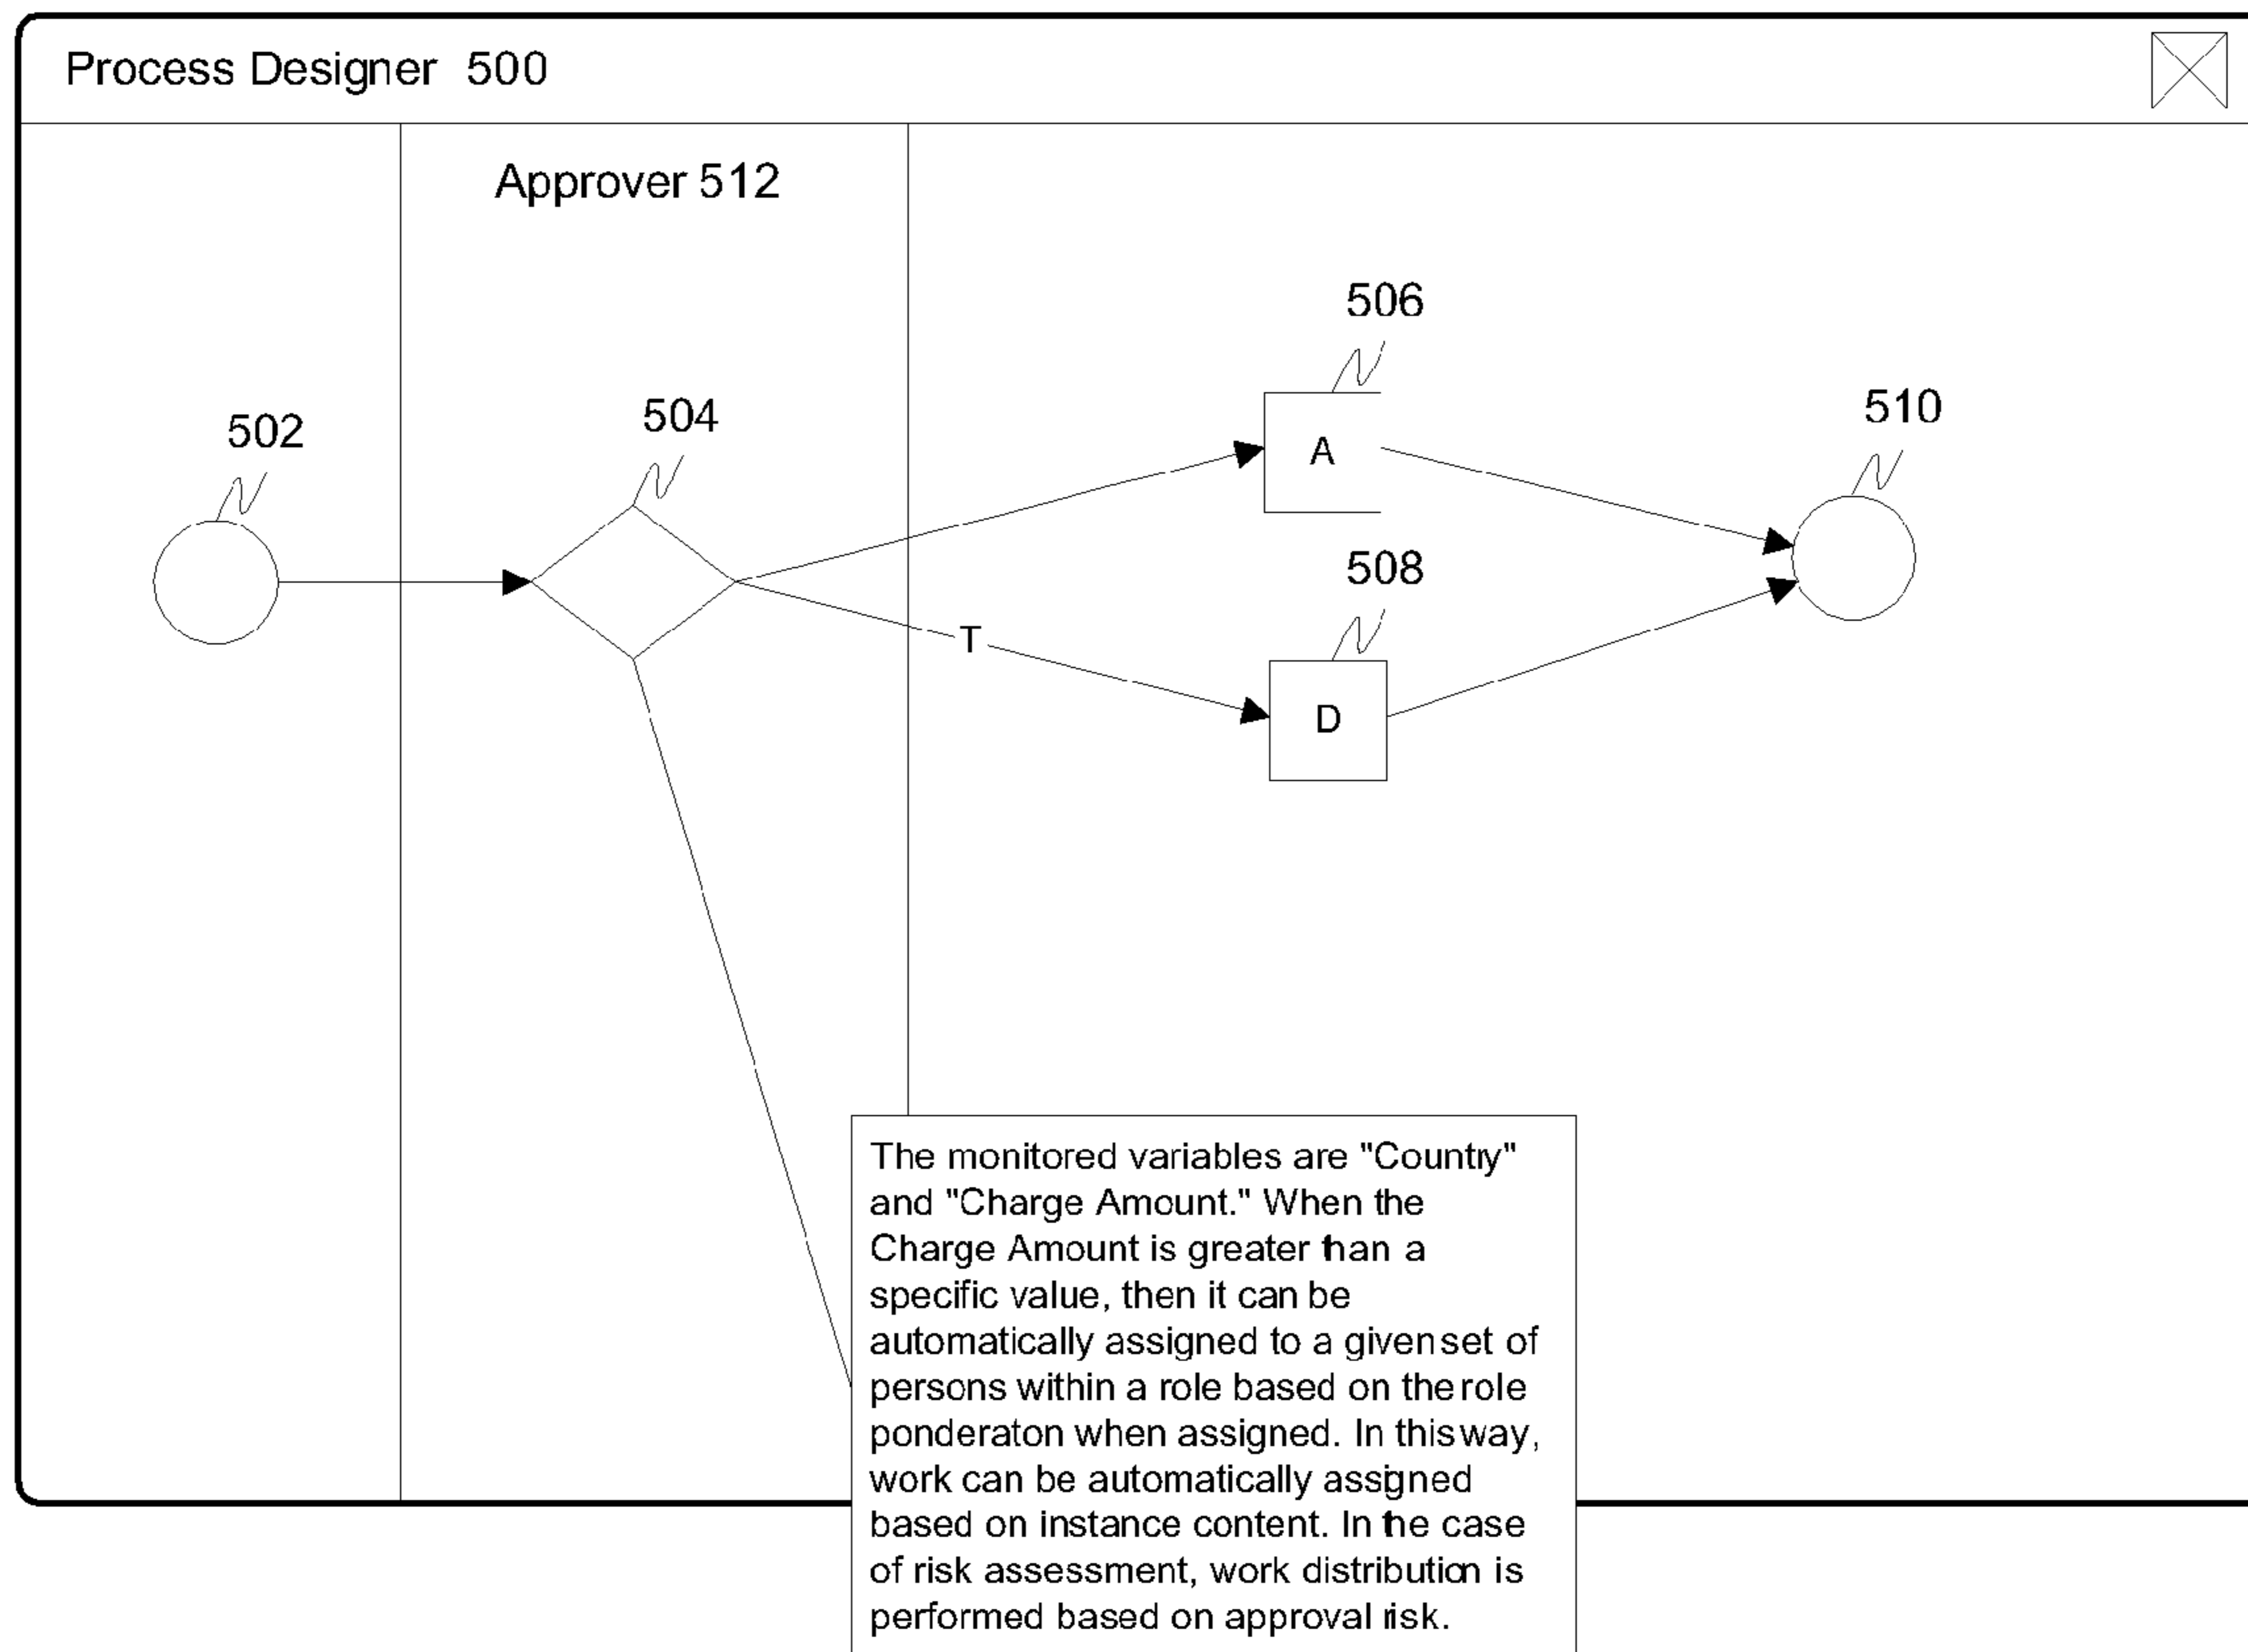 Process Designer 500
Approver 512
506
510
502
504
A
508
T
D
The monitored variables are "Country"
and "Charge Amount." When the
Charge Amount is greater than a
specific value, then it can be
automatically assigned to a given set of
persons within a role based on the role
ponderaton when assigned. In this way,
work can be automatically assigned
based on instance content. In the case
of risk assessment, work distribution is
performed based on approval risk.